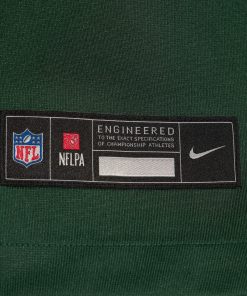 NFL
NFLPA
ENGINEERED
TO THE EXACT SPECIFICATIONS
OF CHAMPIONSHIP ATHLETES